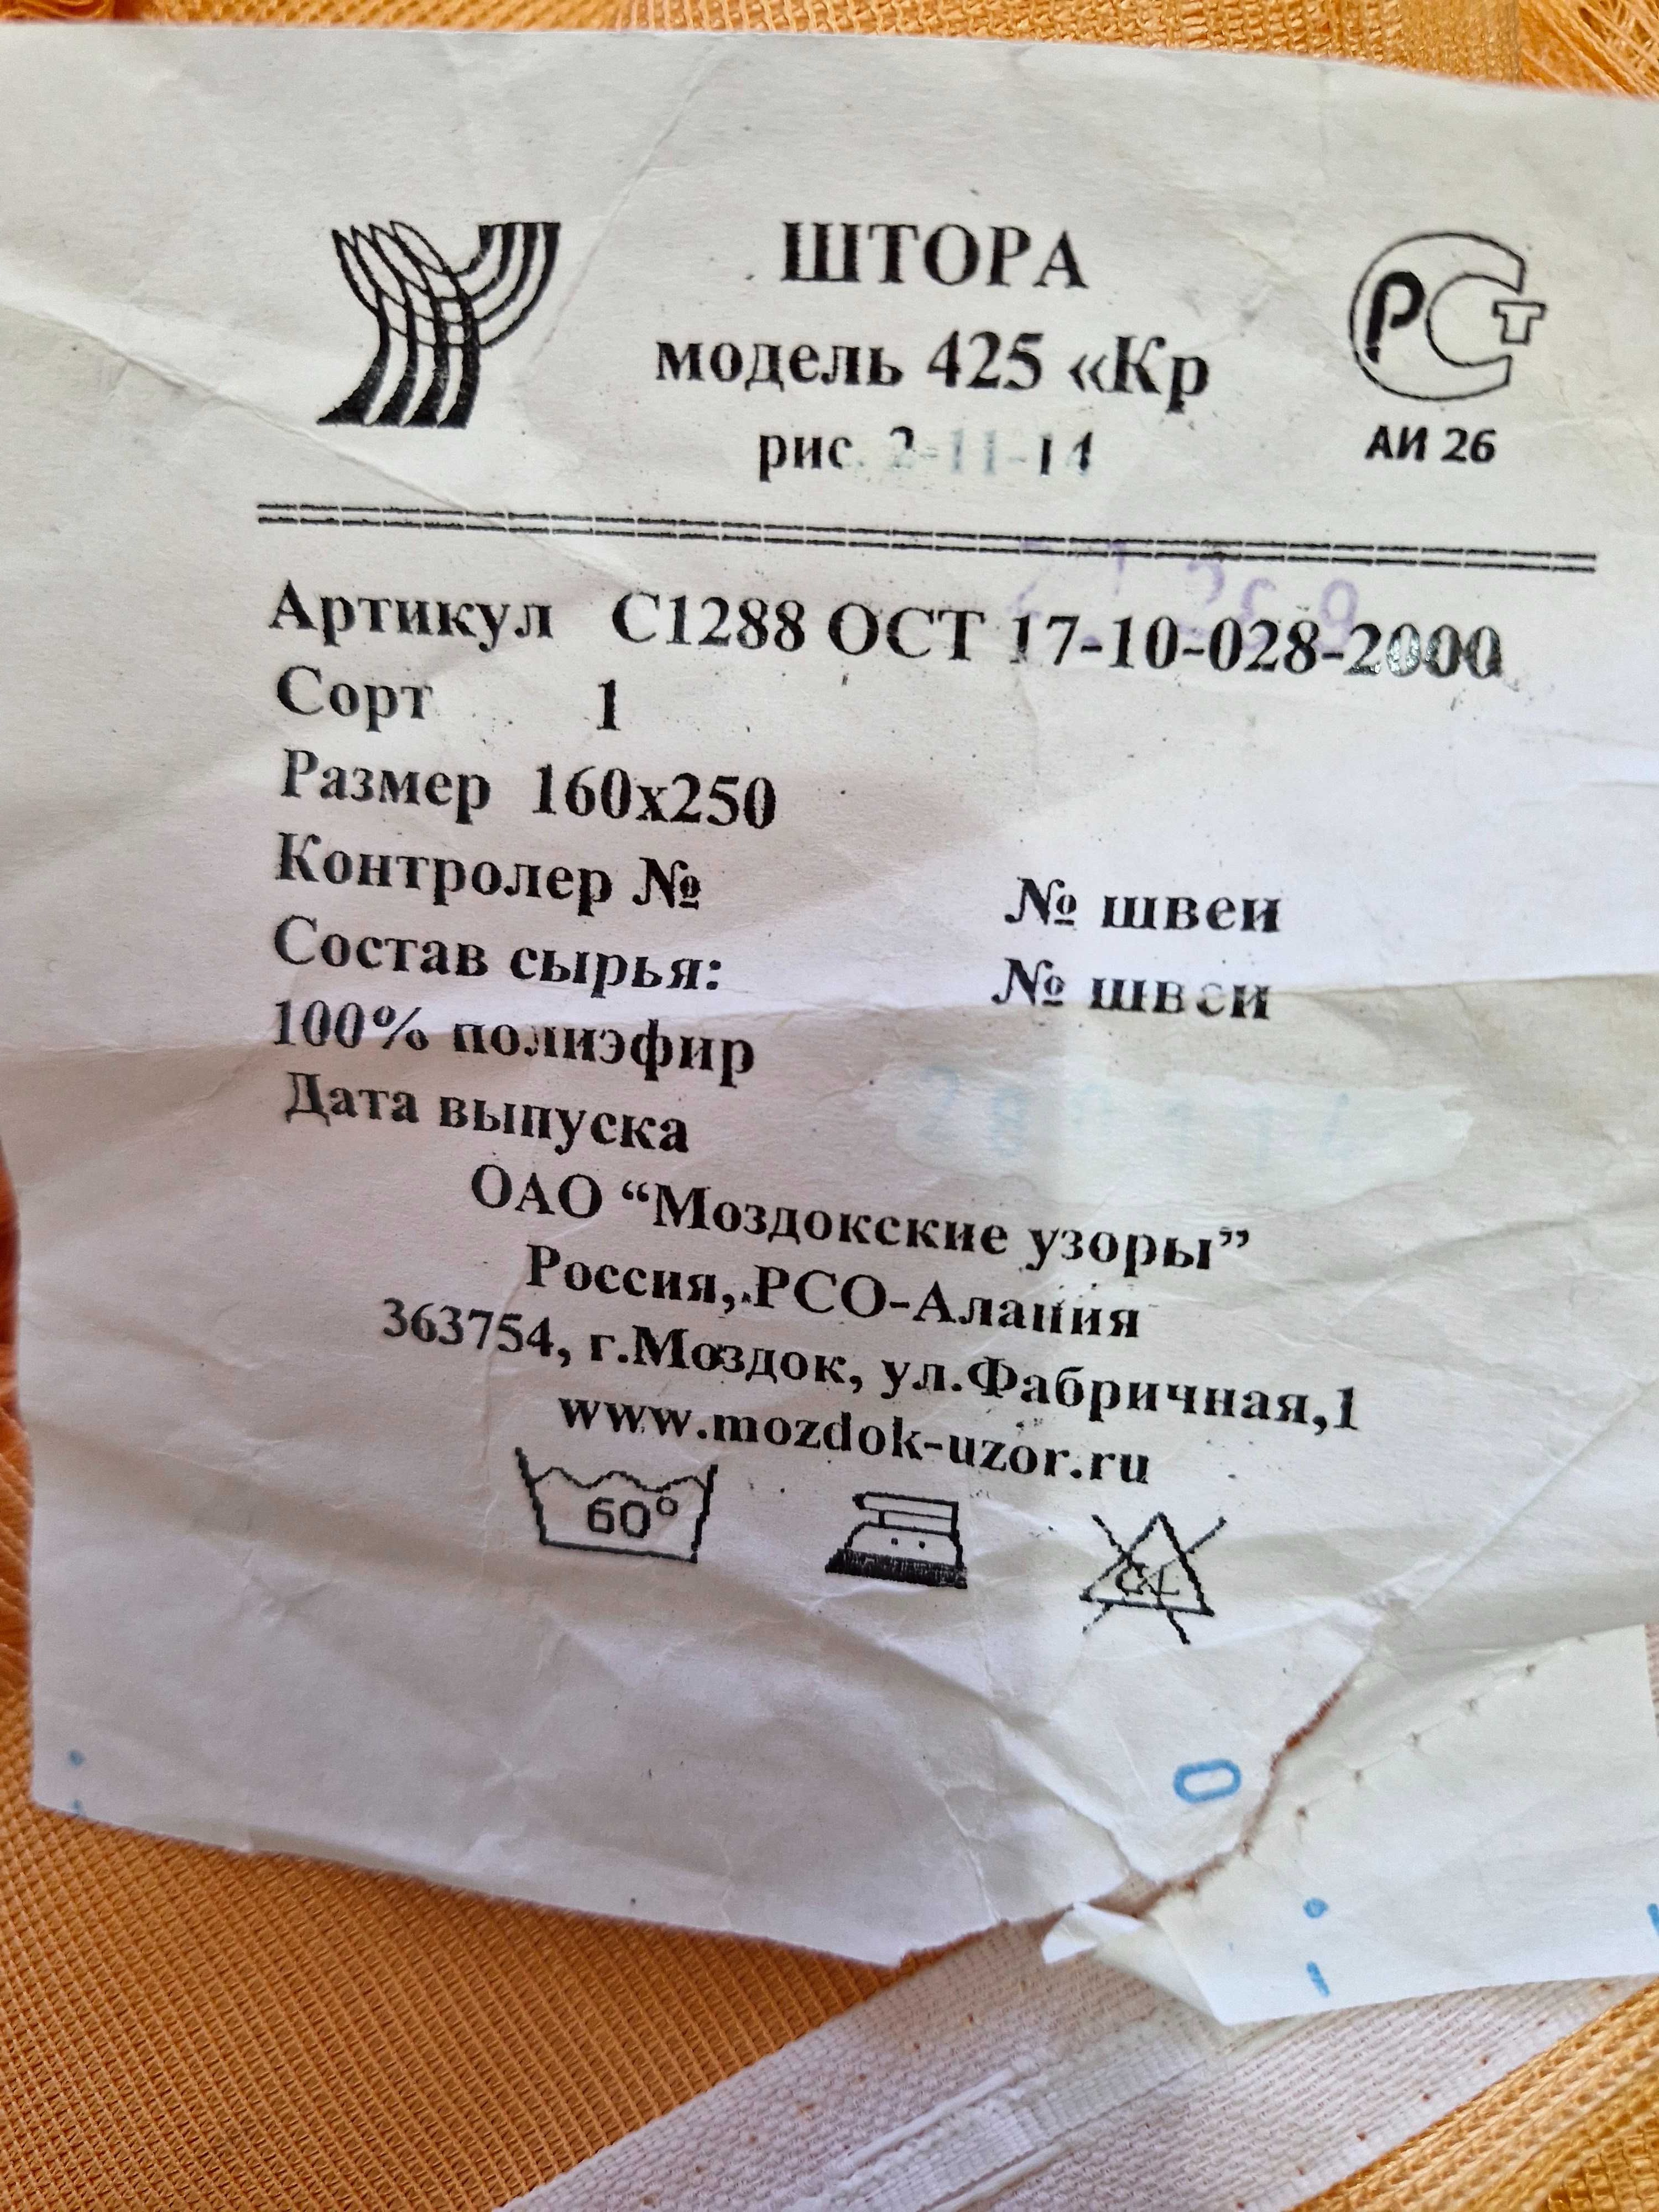 ШТОРА
модель 425 «Кр
рис. 2-11-14
РСТ
АИ 26
Артикул С1288 ОСТ 17-10-028-2000
Сорт 1
Размер 160х250
Контролер № № швеи
Состав сырья: № швеи
100% полиэфир
Дата выпуска
ОАО “Моздокские узоры”
Россия, РСО-Алания
363754, г.Моздок, ул.Фабричная,1
www.mozdok-uzor.ru
60°
CL
0